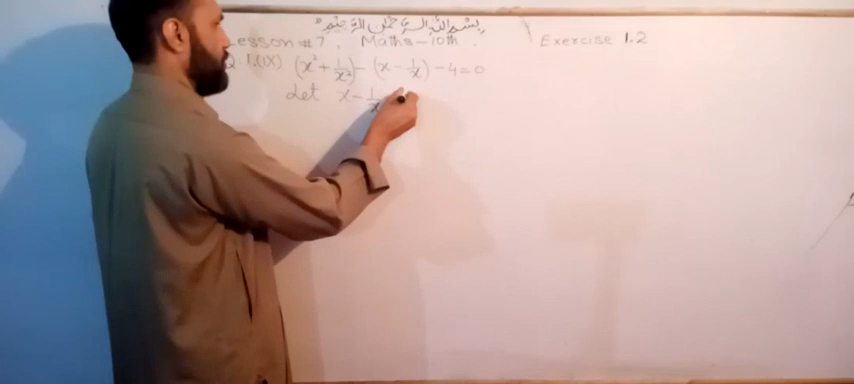 بسم اللہ الرحمن الرحیم
Lesson #7, Maths-10th, Exercise 1.2
Q.1.(ix) (x² + 1/x²) - (x - 1/x) - 4 = 0
Let x - 1/x